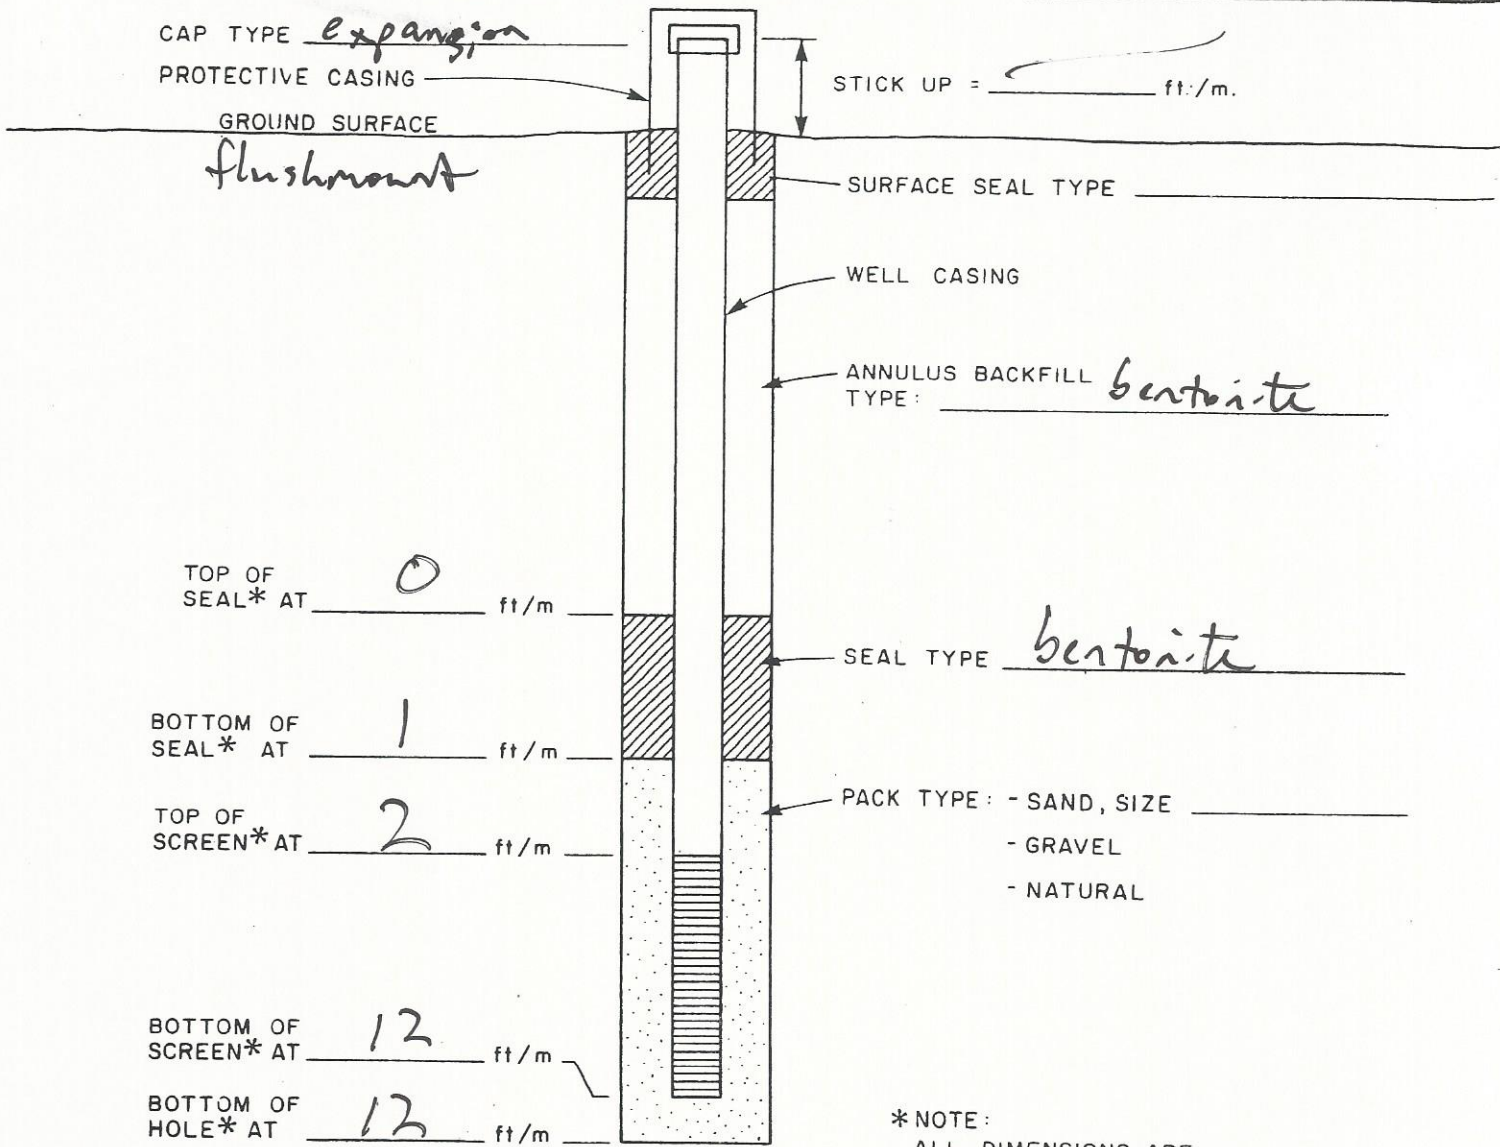 CAP TYPE expansion
PROTECTIVE CASING
STICK UP = ft./m.
GROUND SURFACE
flushmount
SURFACE SEAL TYPE
WELL CASING
ANNULUS BACKFILL
TYPE: bentonite
TOP OF
SEAL* AT 0 ft/m
SEAL TYPE bentonite
BOTTOM OF
SEAL* AT 1 ft/m
PACK TYPE: - SAND, SIZE
- GRAVEL
- NATURAL
TOP OF
SCREEN* AT 2 ft/m
BOTTOM OF
SCREEN* AT 12 ft/m
BOTTOM OF
HOLE* AT 12 ft/m
*NOTE:
ALL DIMENSIONS ARE